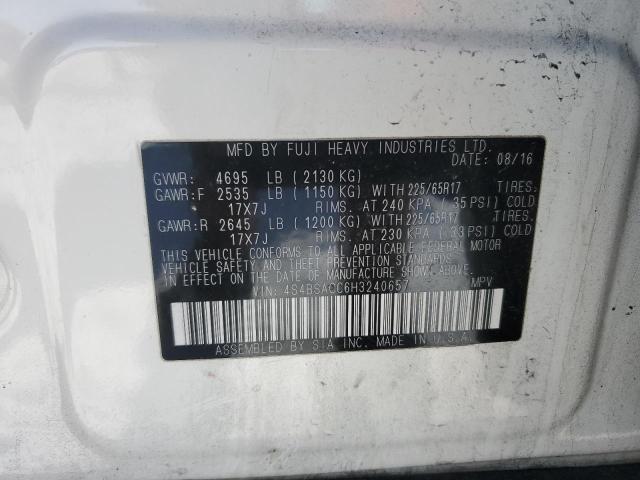 MFD BY FUJI HEAVY INDUSTRIES LTD.
DATE: 08/16
GVWR: 4695 LB ( 2130 KG)
GAWR:F 2535 LB ( 1150 KG) WITH 225/65R17 TIRES.
17X7J RIMS. AT 240 KPA ( 35 PSI) COLD
GAWR:R 2645 LB ( 1200 KG) WITH 225/65R17 TIRES.
17X7J RIMS. AT 230 KPA ( 33 PSI) COLD
THIS VEHICLE CONFORMS TO ALL APPLICABLE FEDERAL MOTOR
VEHICLE SAFETY AND THEFT PREVENTION STANDARDS IN EFFECT
ON THE DATE OF MANUFACTURE SHOWN ABOVE.
VIN: 4S4BSACC6H3240657 MPV
ASSEMBLED BY S I A INC. MADE IN U.S.A.